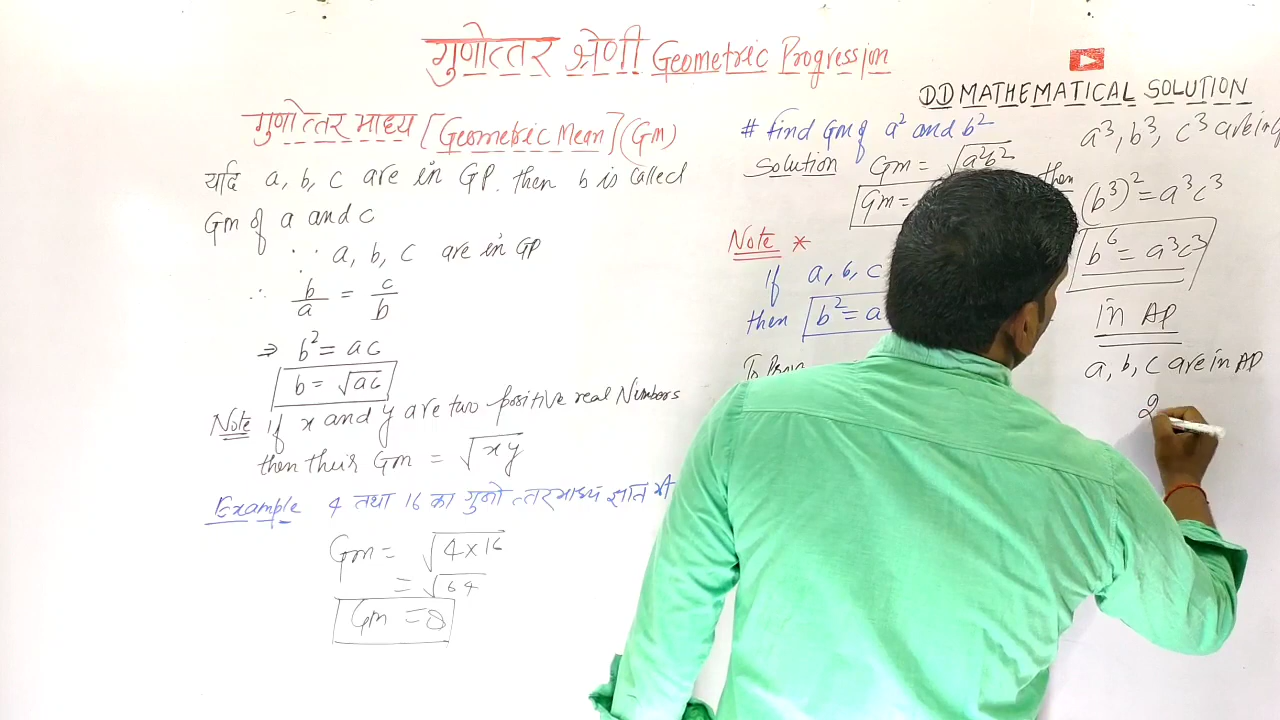 गुणोत्तर श्रेणी Geometric Progression
DD MATHEMATICAL SOLUTION
गुणोत्तर माध्य [Geometric Mean] (Gm)
यदि a, b, c are in GP. then b is called
Gm of a and c
∵ a, b, c are in GP
∴ b/a = c/b
⇒ b² = ac
b = √ac
Note if x and y are two positive real Numbers
then their Gm = √xy
Example 4 तथा 16 का गुनोत्तरमाध्य ज्ञात
Gm = √4×16
= √64
Gm = 8
# find Gm of a² and b²
Solution Gm = √a²b²
Gm =
Note *
If a, b, c
then b² = a
To Prove
a³, b³, c³ are in
then
(b³)² = a³c³
b⁶ = a³c³
in AP
a, b, c are in AP
2